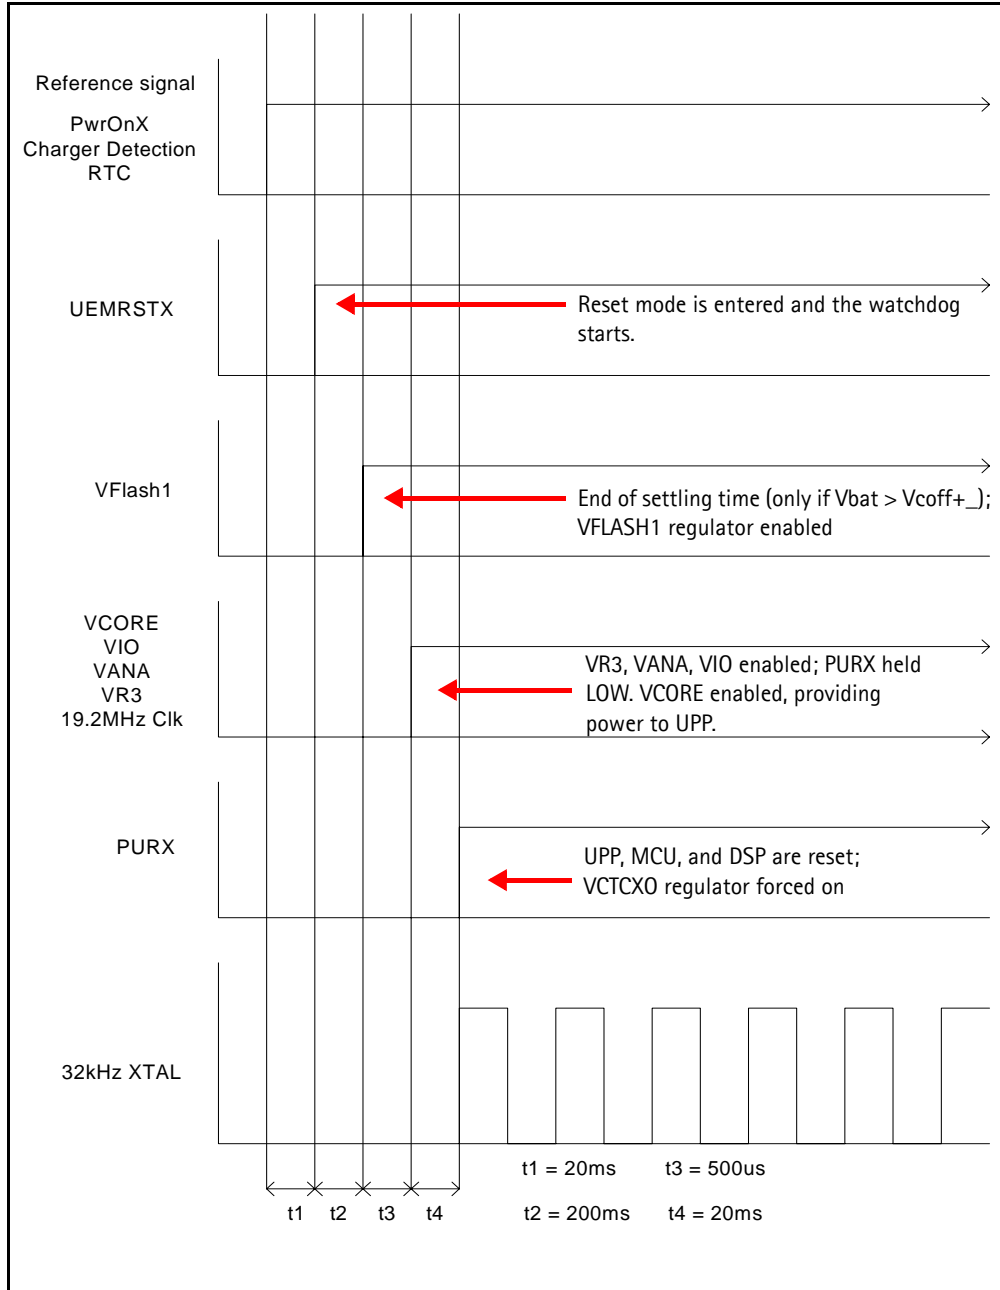 Reference signal
PwrOnX
Charger Detection
RTC
UEMRSTX
Reset mode is entered and the watchdog
starts.
VFlash1
End of settling time (only if Vbat > Vcoff+_);
VFLASH1 regulator enabled
VCORE
VIO
VANA
VR3
19.2MHz Clk
VR3, VANA, VIO enabled; PURX held
LOW. VCORE enabled, providing
power to UPP.
PURX
UPP, MCU, and DSP are reset;
VCTCXO regulator forced on
32kHz XTAL
t1 = 20ms t3 = 500us
t1 t2 t3 t4
t2 = 200ms t4 = 20ms